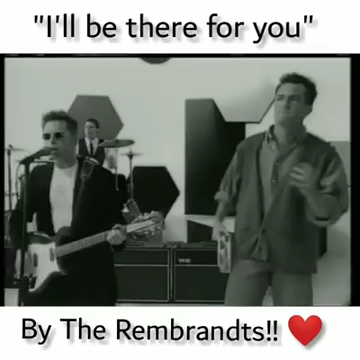 "I'll be there for you"
By The Rembrandts!! ❤️